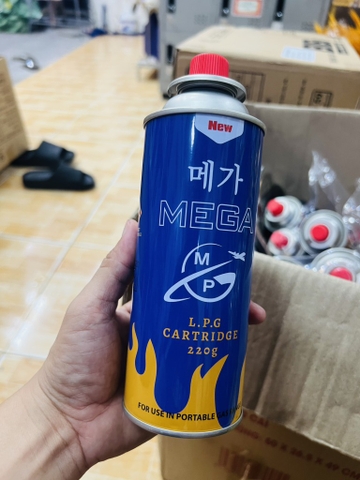 New
메가
MEGA
M
P
L.P.G
CARTRIDGE
220g
FOR USE IN PORTABLE